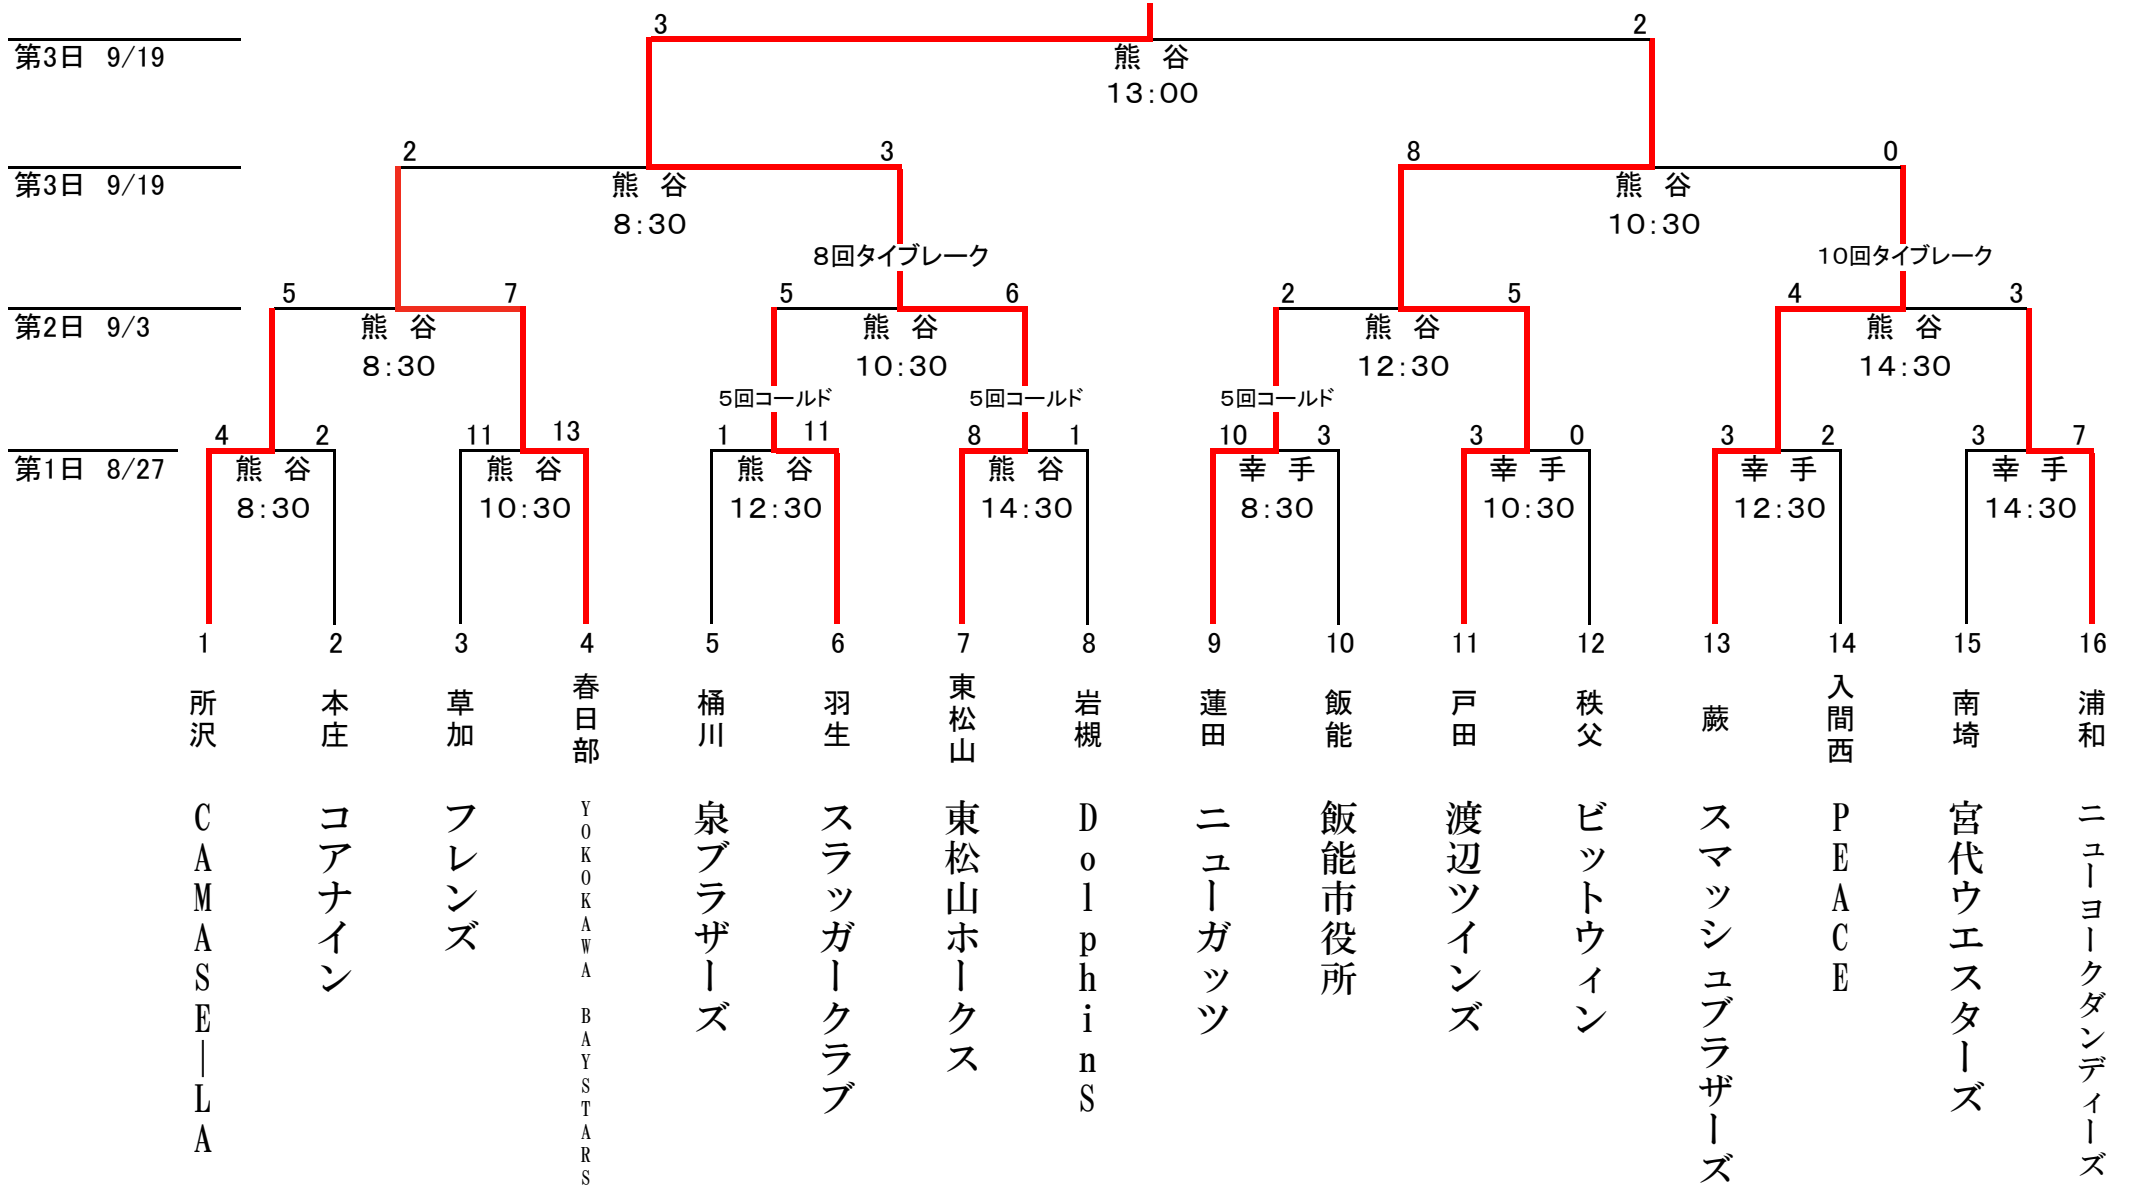 3 2
第3日 9/19
熊 谷
13:00
2 3 8 0
第3日 9/19
熊 谷 熊 谷
8:30 10:30
8回タイブレーク 10回タイブレーク
5 7 5 6 2 5 4 3
第2日 9/3
熊 谷 熊 谷 熊 谷 熊 谷
8:30 10:30 12:30 14:30
5回コールド 5回コールド 5回コールド
4 2 11 13 1 11 8 1 10 3 3 0 3 2 3 7
第1日 8/27
熊 谷 熊 谷 熊 谷 熊 谷 幸 手 幸 手 幸 手 幸 手
8:30 10:30 12:30 14:30 8:30 10:30 12:30 14:30
1 2 3 4 5 6 7 8 9 10 11 12 13 14 15 16
所沢 CAMASE―LA
本庄 コアナイン
草加 フレンズ
春日部 YOKOKAWA BAYSTARS
桶川 泉ブラザーズ
羽生 スラッガークラブ
東松山 東松山ホークス
岩槻 DolphinS
蓮田 ニューガッツ
飯能 飯能市役所
戸田 渡辺ツインズ
秩父 ビットウィン
蕨 スマッシュブラザーズ
入間西 PEACE
南埼 宮代ウエスターズ
浦和 ニューヨークダンディーズ